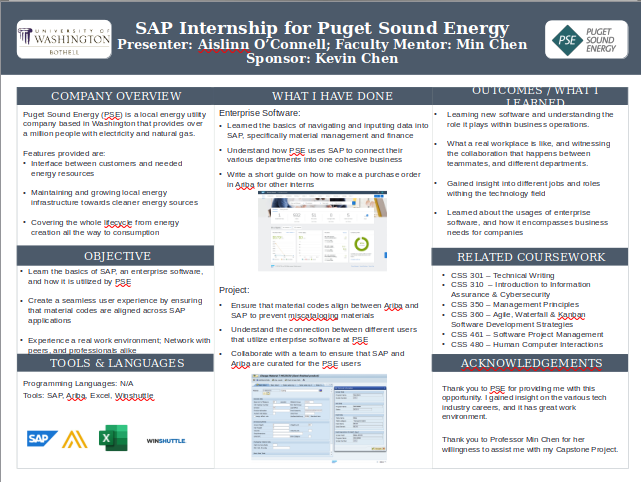 UNIVERSITY of
WASHINGTON
BOTHELL
SAP Internship for Puget Sound Energy
Presenter: Aislinn O'Connell; Faculty Mentor: Min Chen
Sponsor: Kevin Chen
PSE
PUGET
SOUND
ENERGY
COMPANY OVERVIEW
Puget Sound Energy (PSE) is a local energy utility
company based in Washington that provides over
a million people with electricity and natural gas.
Features provided are:
• Interface between customers and needed
energy resources
• Maintaining and growing local energy
infrastructure towards cleaner energy sources
• Covering the whole lifecycle from energy
creation all the way to consumption
OBJECTIVE
• Learn the basics of SAP, an enterprise software,
and how it is utilized by PSE
• Create a seamless user experience by ensuring
that material codes are aligned across SAP
applications
• Experience a real work environment; Network with
peers, and professionals alike
TOOLS & LANGUAGES
Programming Languages: N/A
Tools: SAP, Ariba, Excel, Winshuttle
SAP
X
WINSHUTTLE
WHAT I HAVE DONE
Enterprise Software:
• Learned the basics of navigating and inputting data into
SAP, specifically material management and finance
• Understand how PSE uses SAP to connect their
various departments into one cohesive business
• Write a short guide on how to make a purchase order
in Ariba for other interns
Project:
• Ensure that material codes align between Ariba and
SAP to prevent miscataloging materials
• Understand the connection between different users
that utilize enterprise software at PSE
• Collaborate with a team to ensure that SAP and
Ariba are curated for the PSE users
OUTCOMES / WHAT I
LEARNED
• Learning new software and understanding the
role it plays within business operations.
• What a real workplace is like, and witnessing
the collaboration that happens between
teammates, and different departments.
• Gained insight into different jobs and roles
withing the technology field
• Learned about the usages of enterprise
software, and how it encompasses business
needs for companies
RELATED COURSEWORK
• CSS 301 – Technical Writing
• CSS 310 – Introduction to Information
Assurance & Cybersecurity
• CSS 350 – Management Principles
• CSS 360 – Agile, Waterfall & Kanban
Software Development Strategies
• CSS 461 – Software Project Management
• CSS 480 – Human Computer Interactions
ACKNOWLEDGEMENTS
Thank you to PSE for providing me with this
opportunity. I gained insight on the various tech
industry careers, and it has great work
environment.
Thank you to Professor Min Chen for her
willingness to assist me with my Capstone Project.